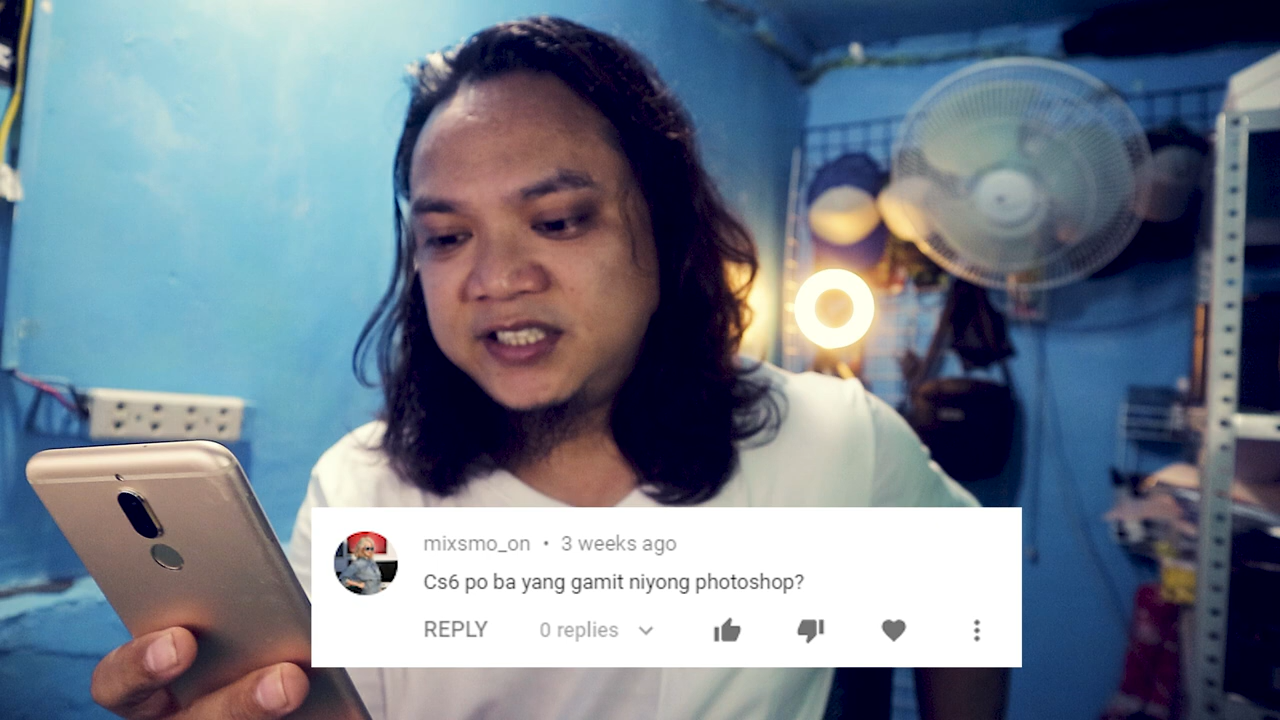 mixsmo_on • 3 weeks ago
Cs6 po ba yang gamit niyong photoshop?
REPLY 0 replies